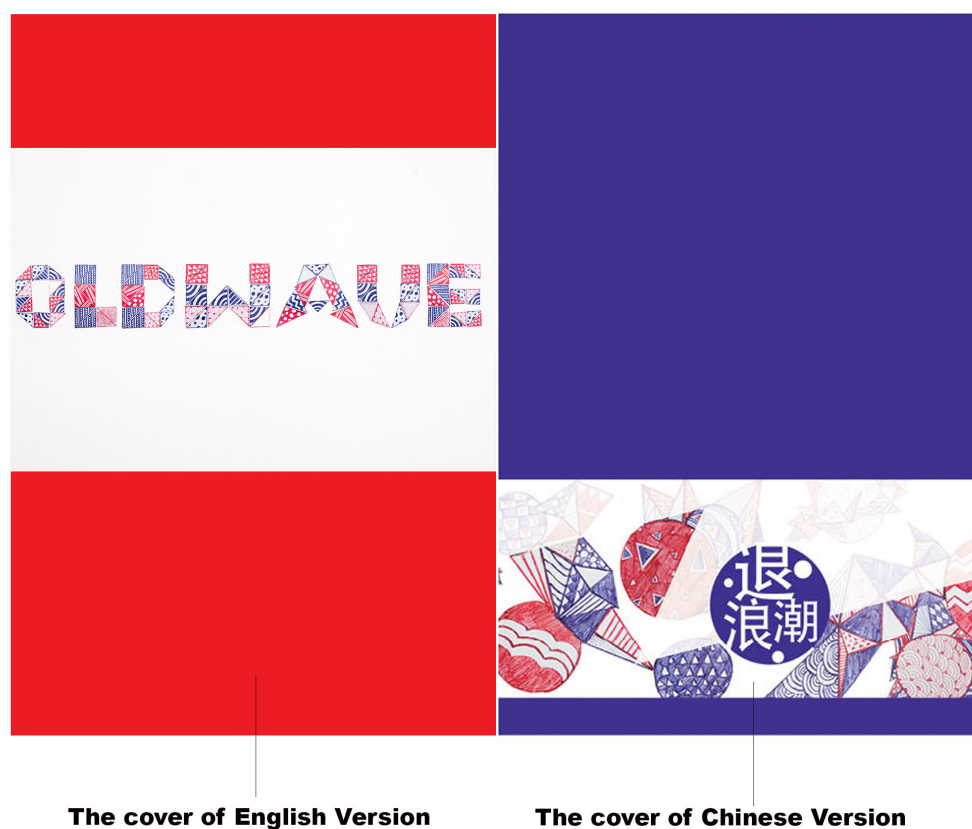 OLDWAVE
退
浪潮
The cover of English Version
The cover of Chinese Version